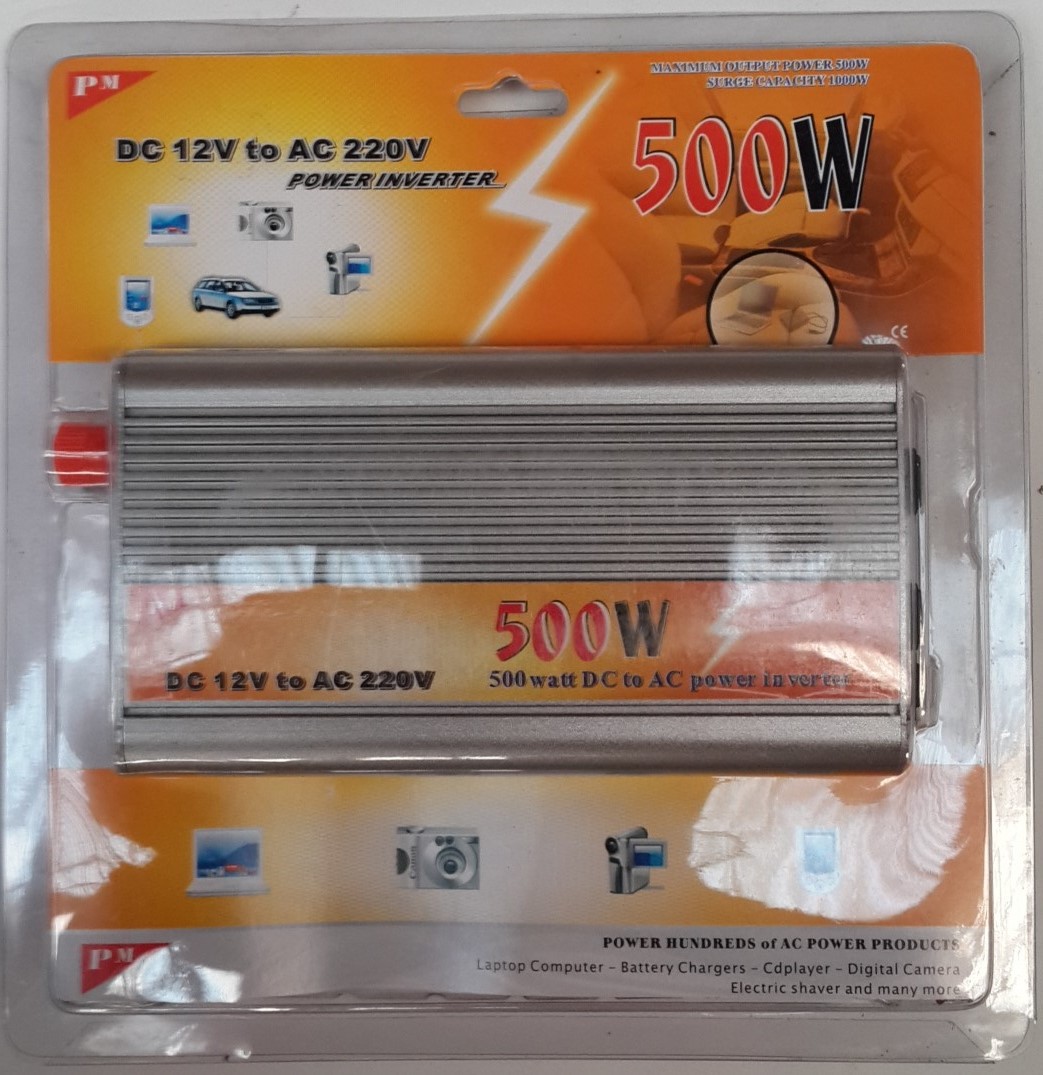 PM
MAXIMUM OUTPUT POWER 500W
SURGE CAPACITY 1000W
DC 12V to AC 220V
POWER INVERTER
500W
CE
500W
DC 12V to AC 220V
500 watt DC to AC power inverter
Canon
PM
POWER HUNDREDS of AC POWER PRODUCTS
Laptop Computer - Battery Chargers - Cdplayer - Digital Camera
Electric shaver and many more